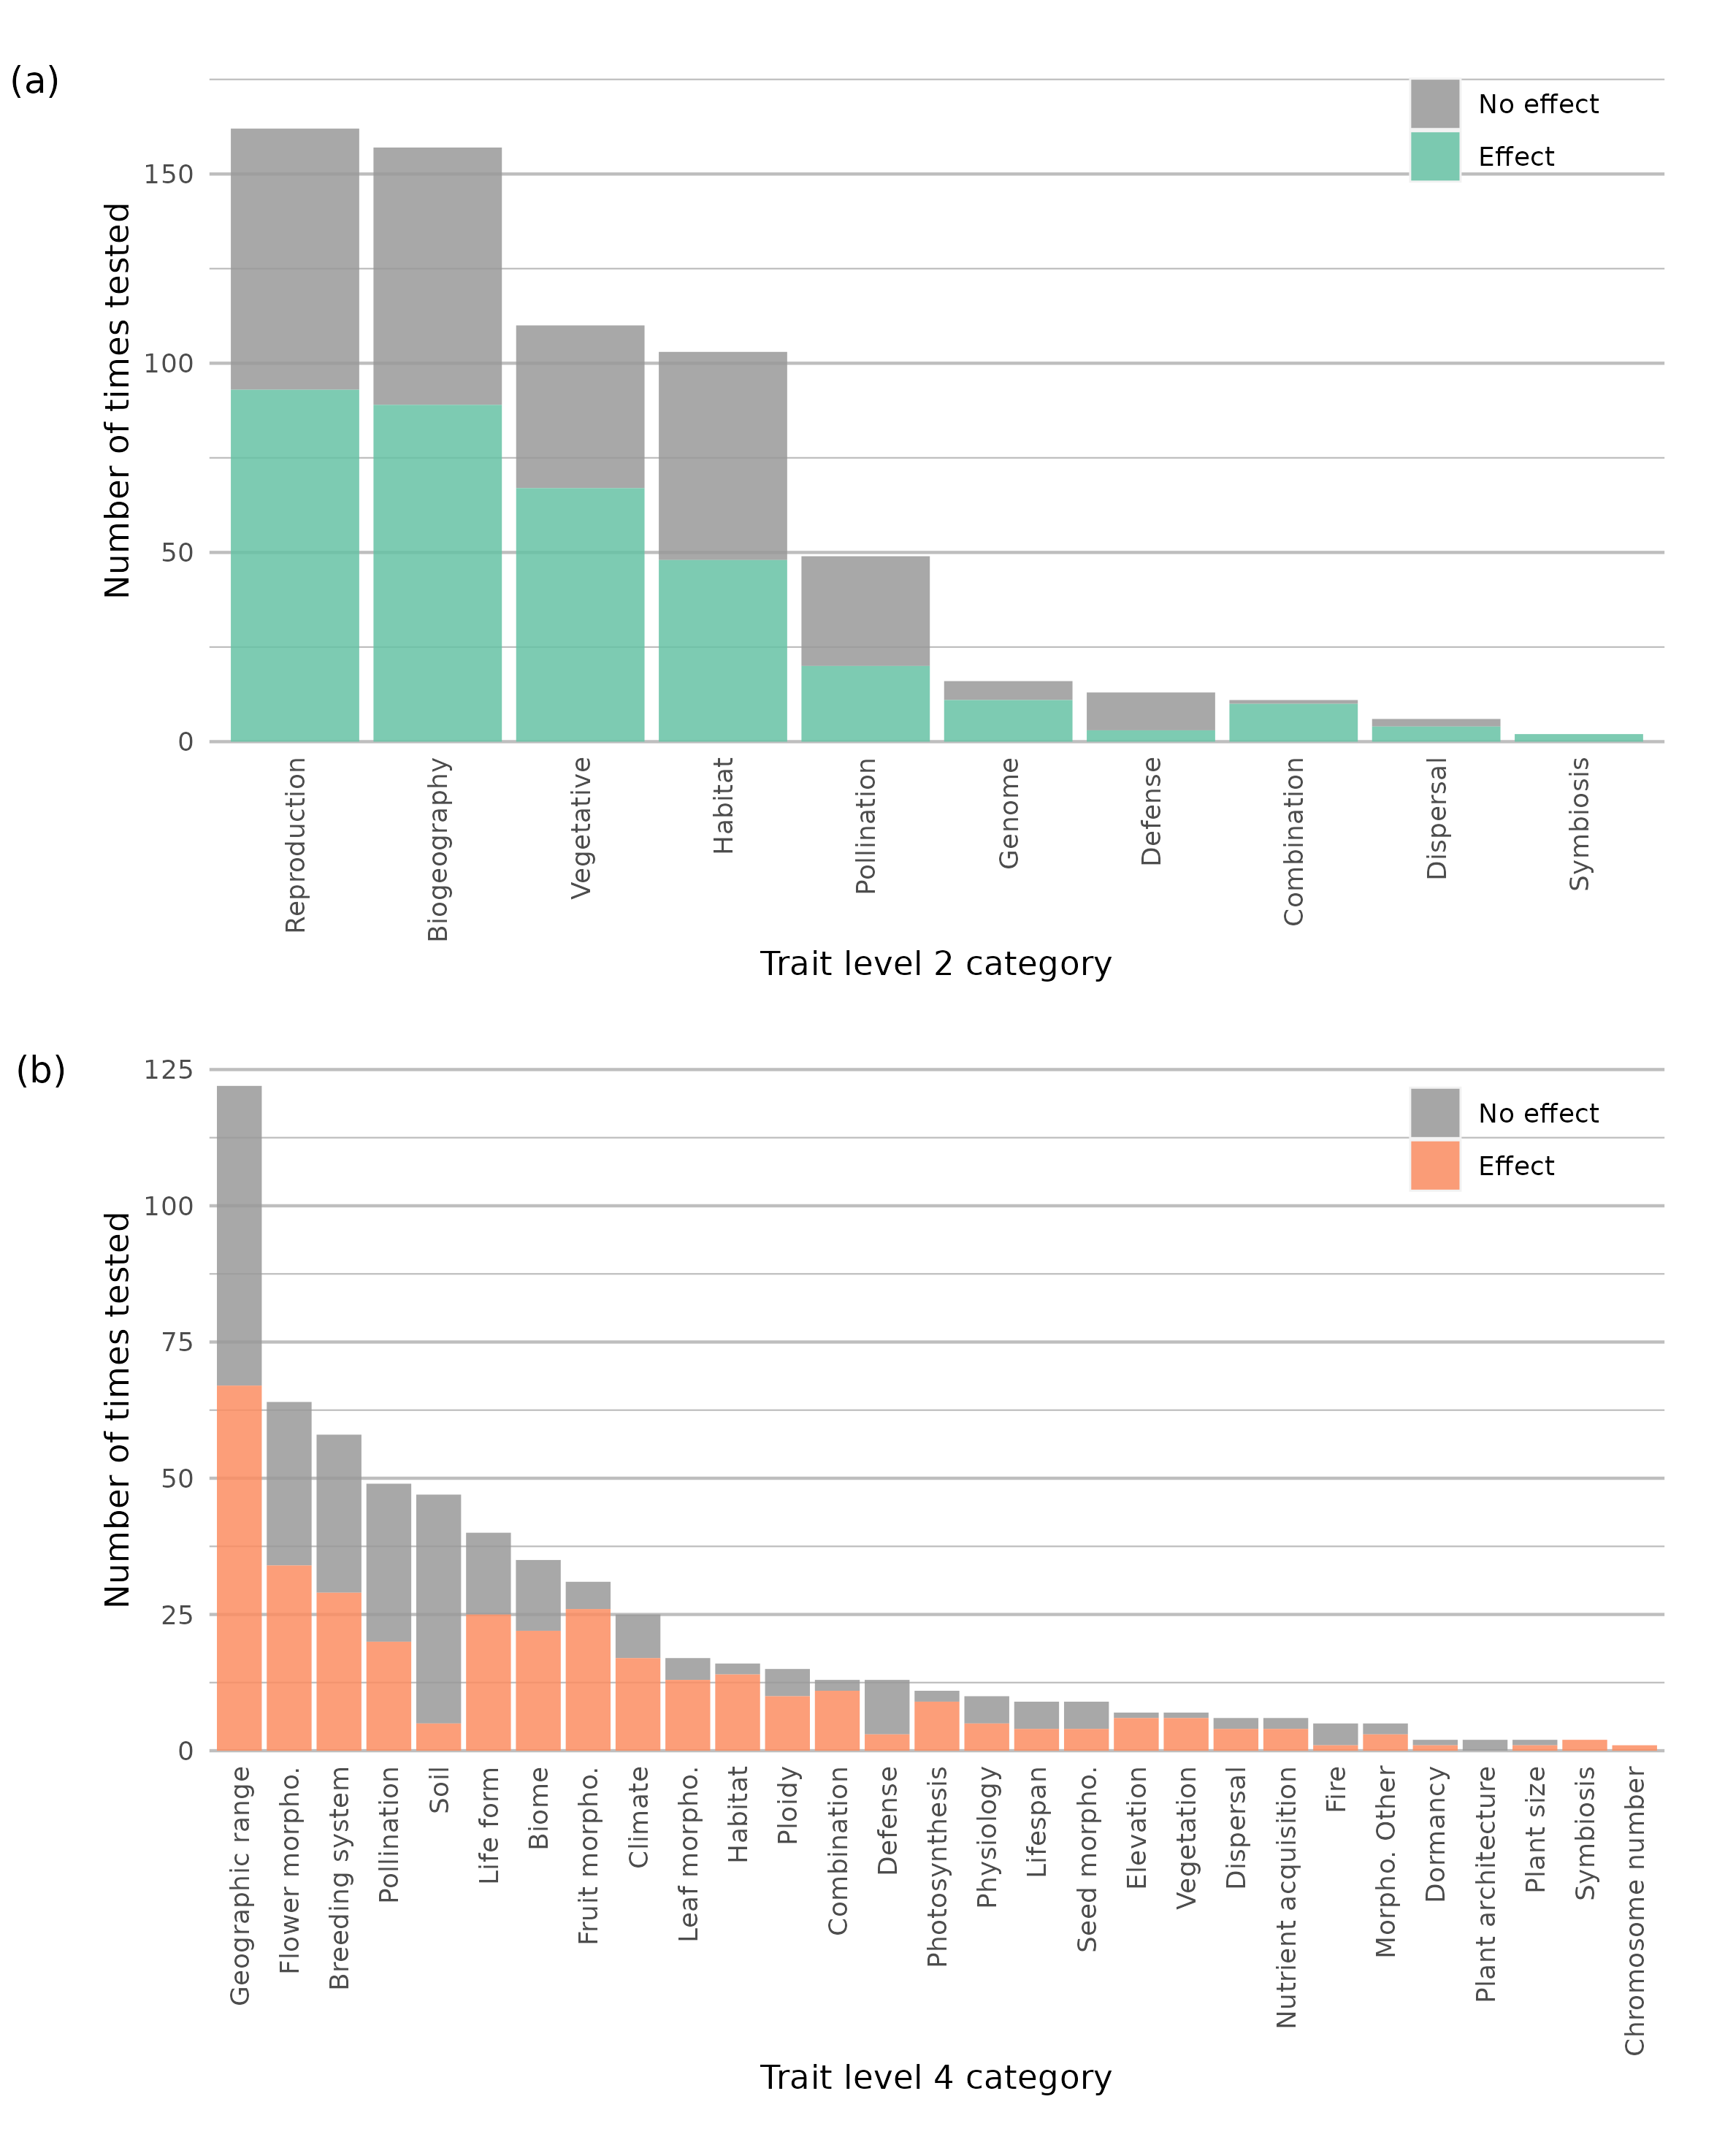 (a)
No effect
Effect
Number of times tested
150
100
50
0
Reproduction
Biogeography
Vegetative
Habitat
Pollination
Genome
Defense
Combination
Dispersal
Symbiosis
Trait level 2 category
(b)
No effect
Effect
Number of times tested
125
100
75
50
25
0
Geographic range
Flower morpho.
Breeding system
Pollination
Soil
Life form
Biome
Fruit morpho.
Climate
Leaf morpho.
Habitat
Ploidy
Combination
Defense
Photosynthesis
Physiology
Lifespan
Seed morpho.
Elevation
Vegetation
Dispersal
Nutrient acquisition
Fire
Morpho. Other
Dormancy
Plant architecture
Plant size
Symbiosis
Chromosome number
Trait level 4 category